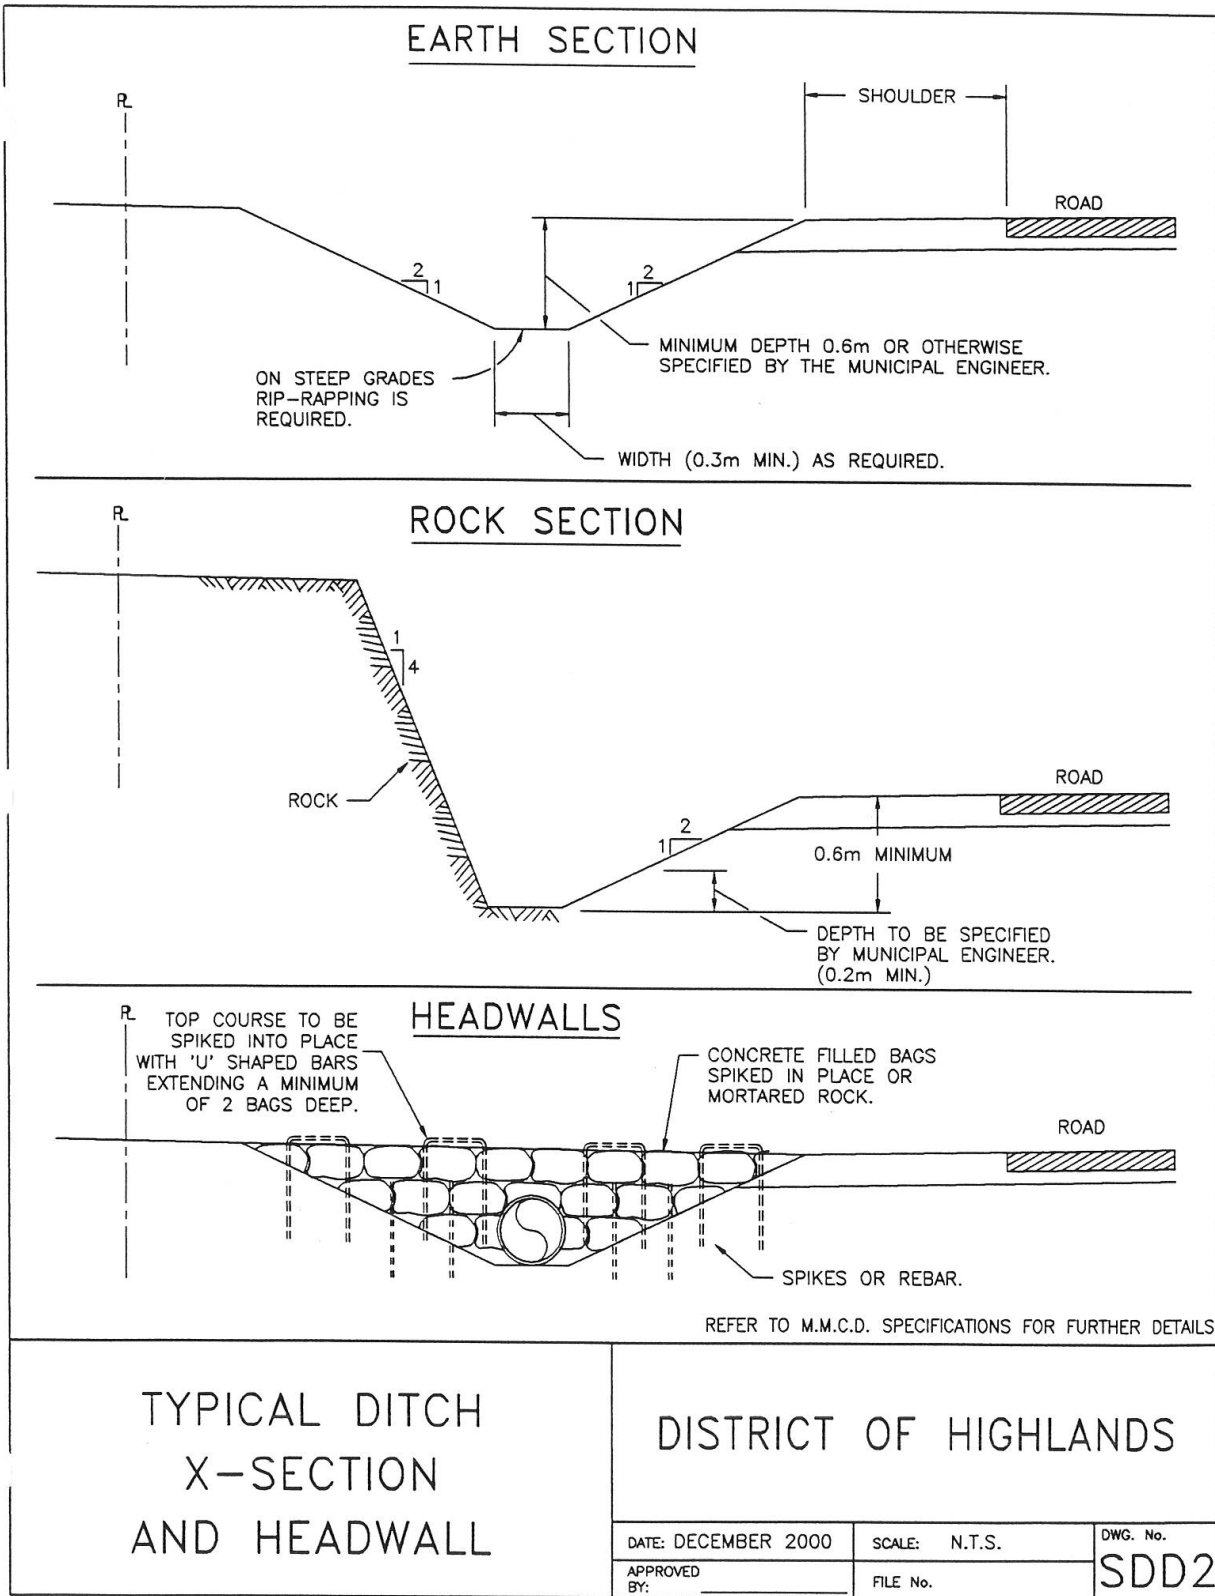 EARTH SECTION
℞
SHOULDER
ROAD
2
1
2
1
MINIMUM DEPTH 0.6m OR OTHERWISE
SPECIFIED BY THE MUNICIPAL ENGINEER.
ON STEEP GRADES
RIP-RAPPING IS
REQUIRED.
WIDTH (0.3m MIN.) AS REQUIRED.
ROCK SECTION
℞
1
4
ROCK
ROAD
2
1
0.6m MINIMUM
DEPTH TO BE SPECIFIED
BY MUNICIPAL ENGINEER.
(0.2m MIN.)
HEADWALLS
℞
TOP COURSE TO BE
SPIKED INTO PLACE
WITH 'U' SHAPED BARS
EXTENDING A MINIMUM
OF 2 BAGS DEEP.
CONCRETE FILLED BAGS
SPIKED IN PLACE OR
MORTARED ROCK.
ROAD
SPIKES OR REBAR.
REFER TO M.M.C.D. SPECIFICATIONS FOR FURTHER DETAILS
TYPICAL DITCH
X-SECTION
AND HEADWALL
DISTRICT OF HIGHLANDS
DATE: DECEMBER 2000
SCALE: N.T.S.
DWG. No.
SDD2
APPROVED
BY:
FILE No.